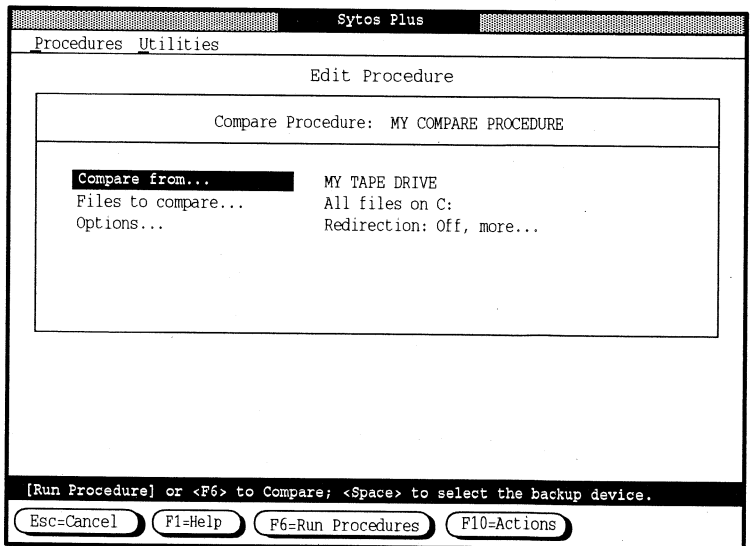 Sytos Plus
Procedures Utilities
Edit Procedure
Compare Procedure: MY COMPARE PROCEDURE
Compare from... MY TAPE DRIVE
Files to compare... All files on C:
Options... Redirection: Off, more...
[Run Procedure] or <F6> to Compare; <Space> to select the backup device.
Esc=Cancel F1=Help F6=Run Procedures F10=Actions